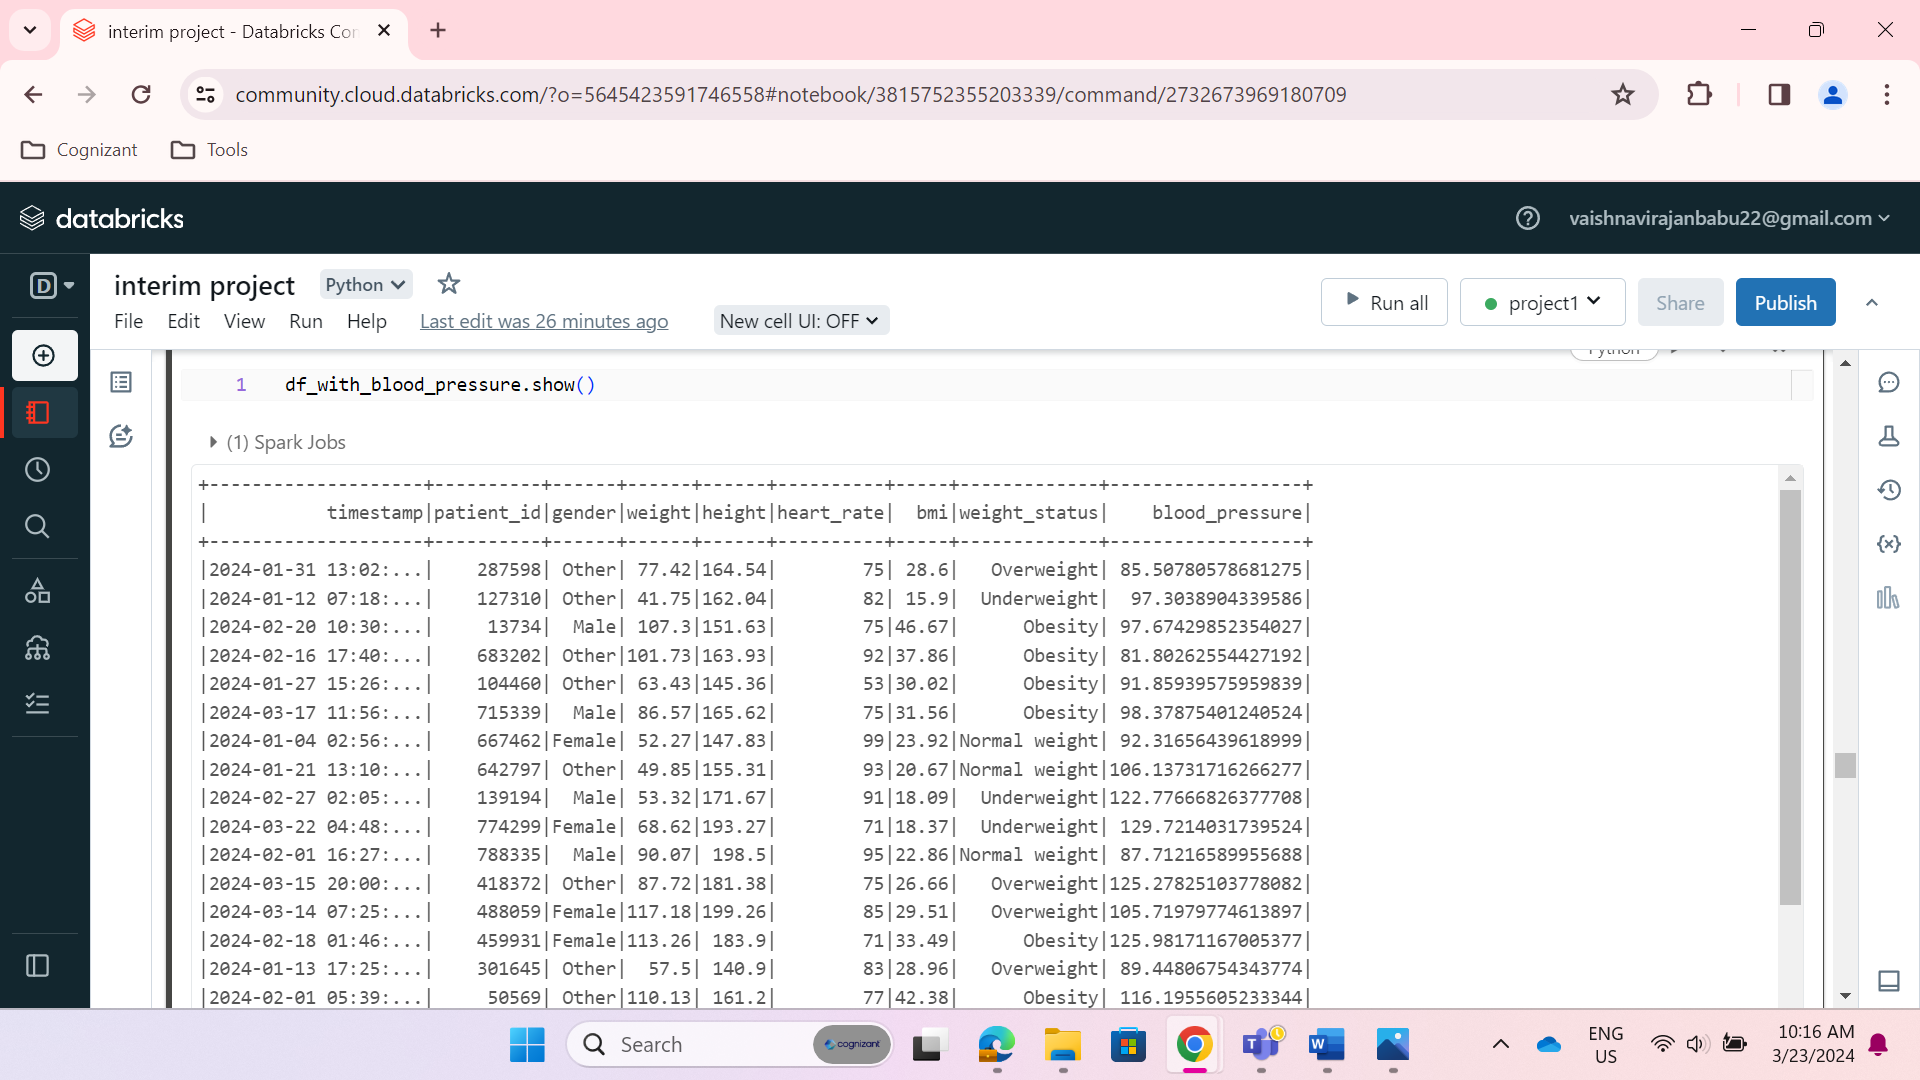 interim project - Databricks Co
community.cloud.databricks.com/?o=5645423591746558#notebook/3815752355203339/command/2732673969180709
Cognizant
Tools
databricks
vaishnavirajanbabu22@gmail.com
D
interim project
Python
File Edit View Run Help
Last edit was 26 minutes ago
New cell UI: OFF
Run all
project1
Share
Publish
Python
1 df_with_blood_pressure.show()
(1) Spark Jobs
+--------------------+----------+------+------+------+----------+-----+-------------+------------------+
|           timestamp|patient_id|gender|weight|height|heart_rate|  bmi|weight_status|    blood_pressure|
+--------------------+----------+------+------+------+----------+-----+-------------+------------------+
|2024-01-31 13:02:...|    287598| Other| 77.42|164.54|        75| 28.6|   Overweight| 85.50780578681275|
|2024-01-12 07:18:...|    127310| Other| 41.75|162.04|        82| 15.9|  Underweight|  97.3038904339586|
|2024-02-20 10:30:...|     13734|  Male| 107.3|151.63|        75|46.67|      Obesity| 97.67429852354027|
|2024-02-16 17:40:...|    683202| Other|101.73|163.93|        92|37.86|      Obesity| 81.80262554427192|
|2024-01-27 15:26:...|    104460| Other| 63.43|145.36|        53|30.02|      Obesity| 91.85939575959839|
|2024-03-17 11:56:...|    715339|  Male| 86.57|165.62|        75|31.56|      Obesity| 98.37875401240524|
|2024-01-04 02:56:...|    667462|Female| 52.27|147.83|        99|23.92|Normal weight| 92.31656439618999|
|2024-01-21 13:10:...|    642797| Other| 49.85|155.31|        93|20.67|Normal weight|106.13731716266277|
|2024-02-27 02:05:...|    139194|  Male| 53.32|171.67|        91|18.09|  Underweight|122.77666826377708|
|2024-03-22 04:48:...|    774299|Female| 68.62|193.27|        71|18.37|  Underweight| 129.7214031739524|
|2024-02-01 16:27:...|    788335|  Male| 90.07| 198.5|        95|22.86|Normal weight| 87.71216589955688|
|2024-03-15 20:00:...|    418372| Other| 87.72|181.38|        75|26.66|   Overweight|125.27825103778082|
|2024-03-14 07:25:...|    488059|Female|117.18|199.26|        85|29.51|   Overweight|105.71979774613897|
|2024-02-18 01:46:...|    459931|Female|113.26| 183.9|        71|33.49|      Obesity|125.98171167005377|
|2024-01-13 17:25:...|    301645| Other|  57.5| 140.9|        83|28.96|   Overweight| 89.44806754343774|
|2024-02-01 05:39:...|     50569| Other|110.13| 161.2|        77|42.38|      Obesity| 116.1955605233344|
Search
cognizant
ENG
US
10:16 AM
3/23/2024